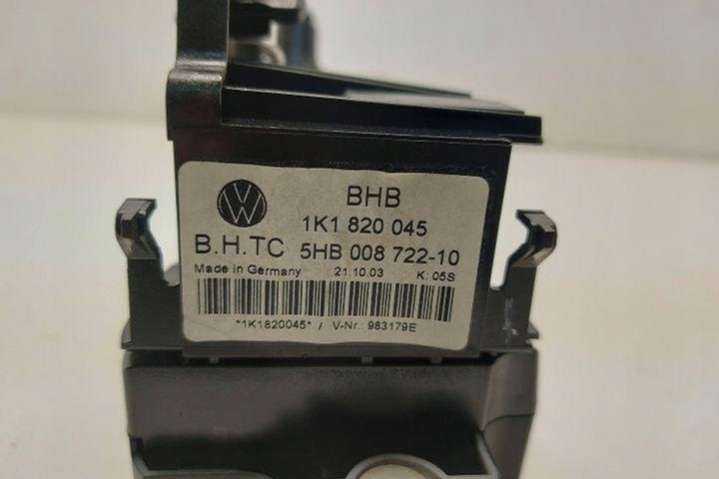 BHB
1K1 820 045
B.H.TC 5HB 008 722-10
Made in Germany 21.10.03 K: 05S
*1K1820045* / V-Nr.: 983179E